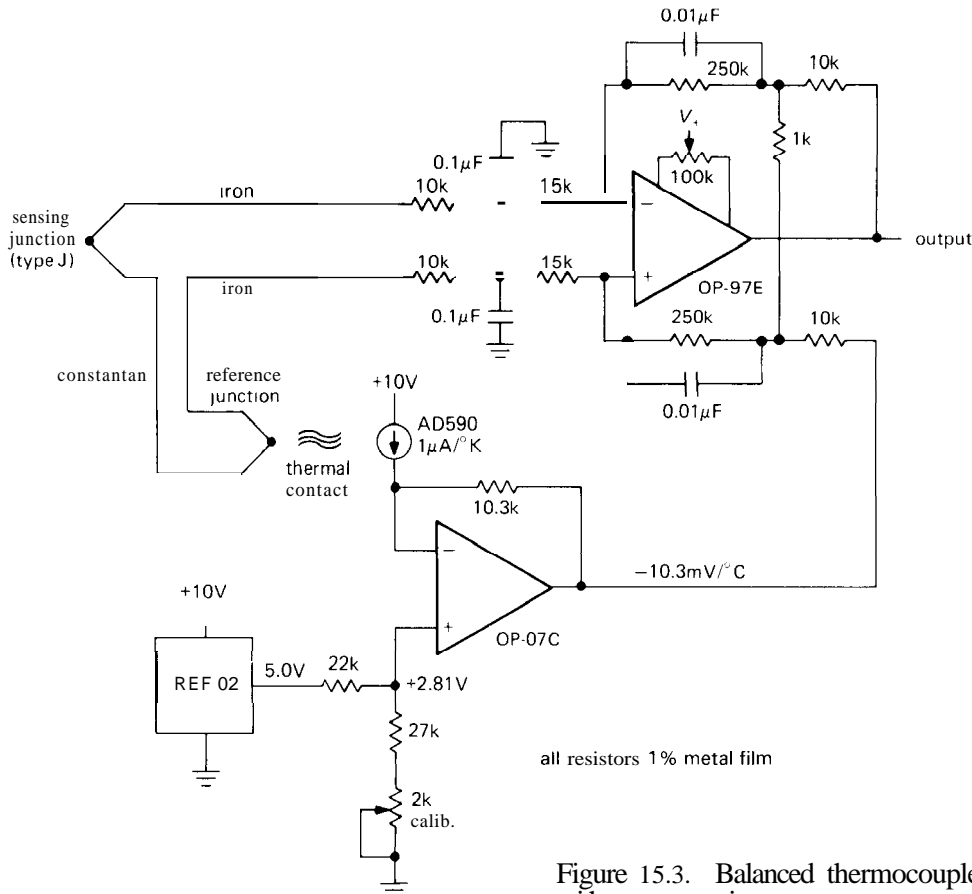 0.01μF
250k
10k
V+
1k
100k
0.1μF
10k
15k
iron
sensing
junction
(type J)
−
output
10k
15k
+
OP-97E
iron
0.1μF
250k
10k
constantan
reference
junction
+10V
0.01μF
AD590
1μA/°K
thermal
contact
10.3k
−
−10.3mV/°C
+10V
+
OP-07C
REF 02
5.0V
22k
+2.81V
27k
all resistors 1% metal film
2k
calib.
Figure 15.3. Balanced thermocouple